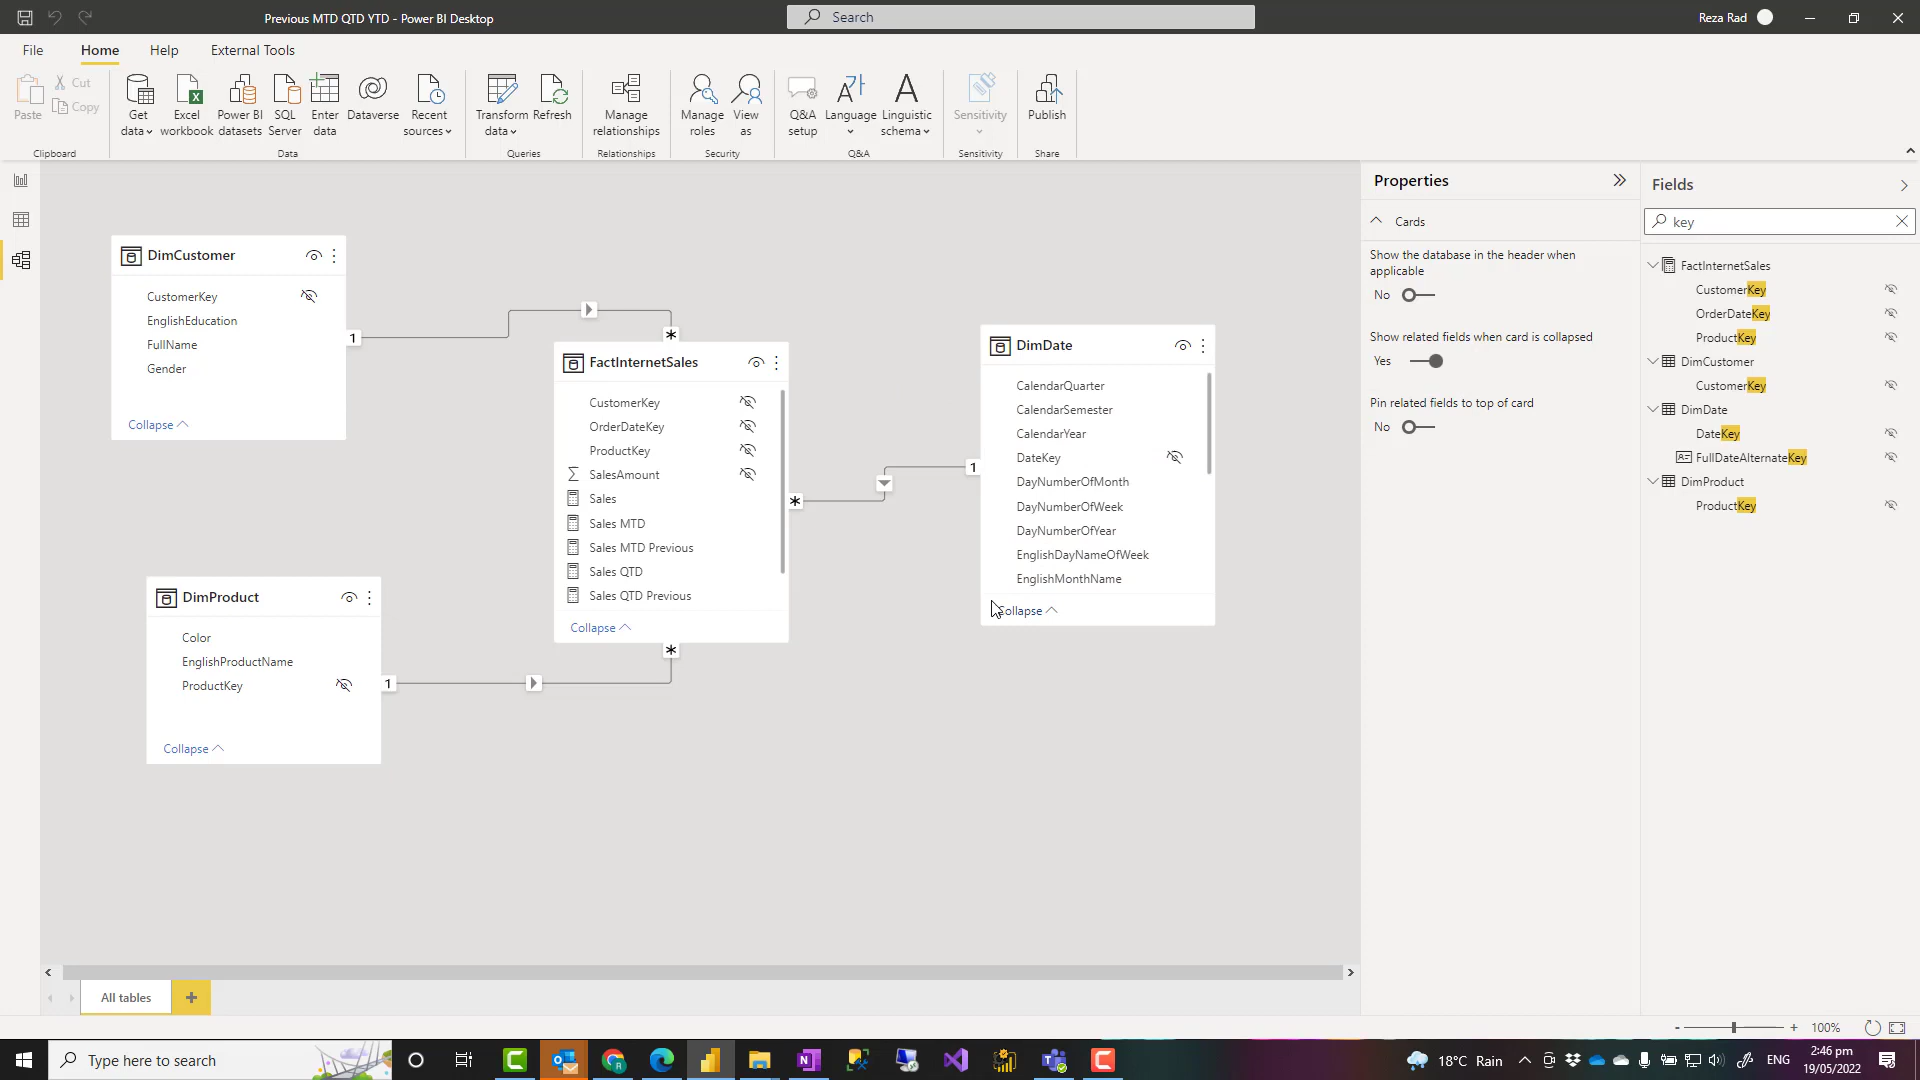 Previous MTD QTD YTD - Power BI Desktop
Search
Reza Rad
File
Home
Help
External Tools
Paste
Cut
Copy
Get data
Excel workbook
Power BI datasets
SQL Server
Enter data
Dataverse
Recent sources
Transform data
Refresh
Manage relationships
Manage roles
View as
Q&A setup
Language
Linguistic schema
Sensitivity
Publish
Clipboard
Data
Queries
Relationships
Security
Q&A
Sensitivity
Share
DimCustomer
CustomerKey
EnglishEducation
FullName
Gender
Collapse
1
*
FactInternetSales
CustomerKey
OrderDateKey
ProductKey
SalesAmount
Sales
Sales MTD
Sales MTD Previous
Sales QTD
Sales QTD Previous
Collapse
*
*
1
DimDate
CalendarQuarter
CalendarSemester
CalendarYear
DateKey
DayNumberOfMonth
DayNumberOfWeek
DayNumberOfYear
EnglishDayNameOfWeek
EnglishMonthName
Collapse
DimProduct
Color
EnglishProductName
ProductKey
Collapse
1
Properties
Cards
Show the database in the header when
applicable
No
Show related fields when card is collapsed
Yes
Pin related fields to top of card
No
Fields
key
FactInternetSales
CustomerKey
OrderDateKey
ProductKey
DimCustomer
CustomerKey
DimDate
DateKey
FullDateAlternateKey
DimProduct
ProductKey
All tables
+
- + 100%
Type here to search
18°C Rain
ENG
2:46 pm
19/05/2022